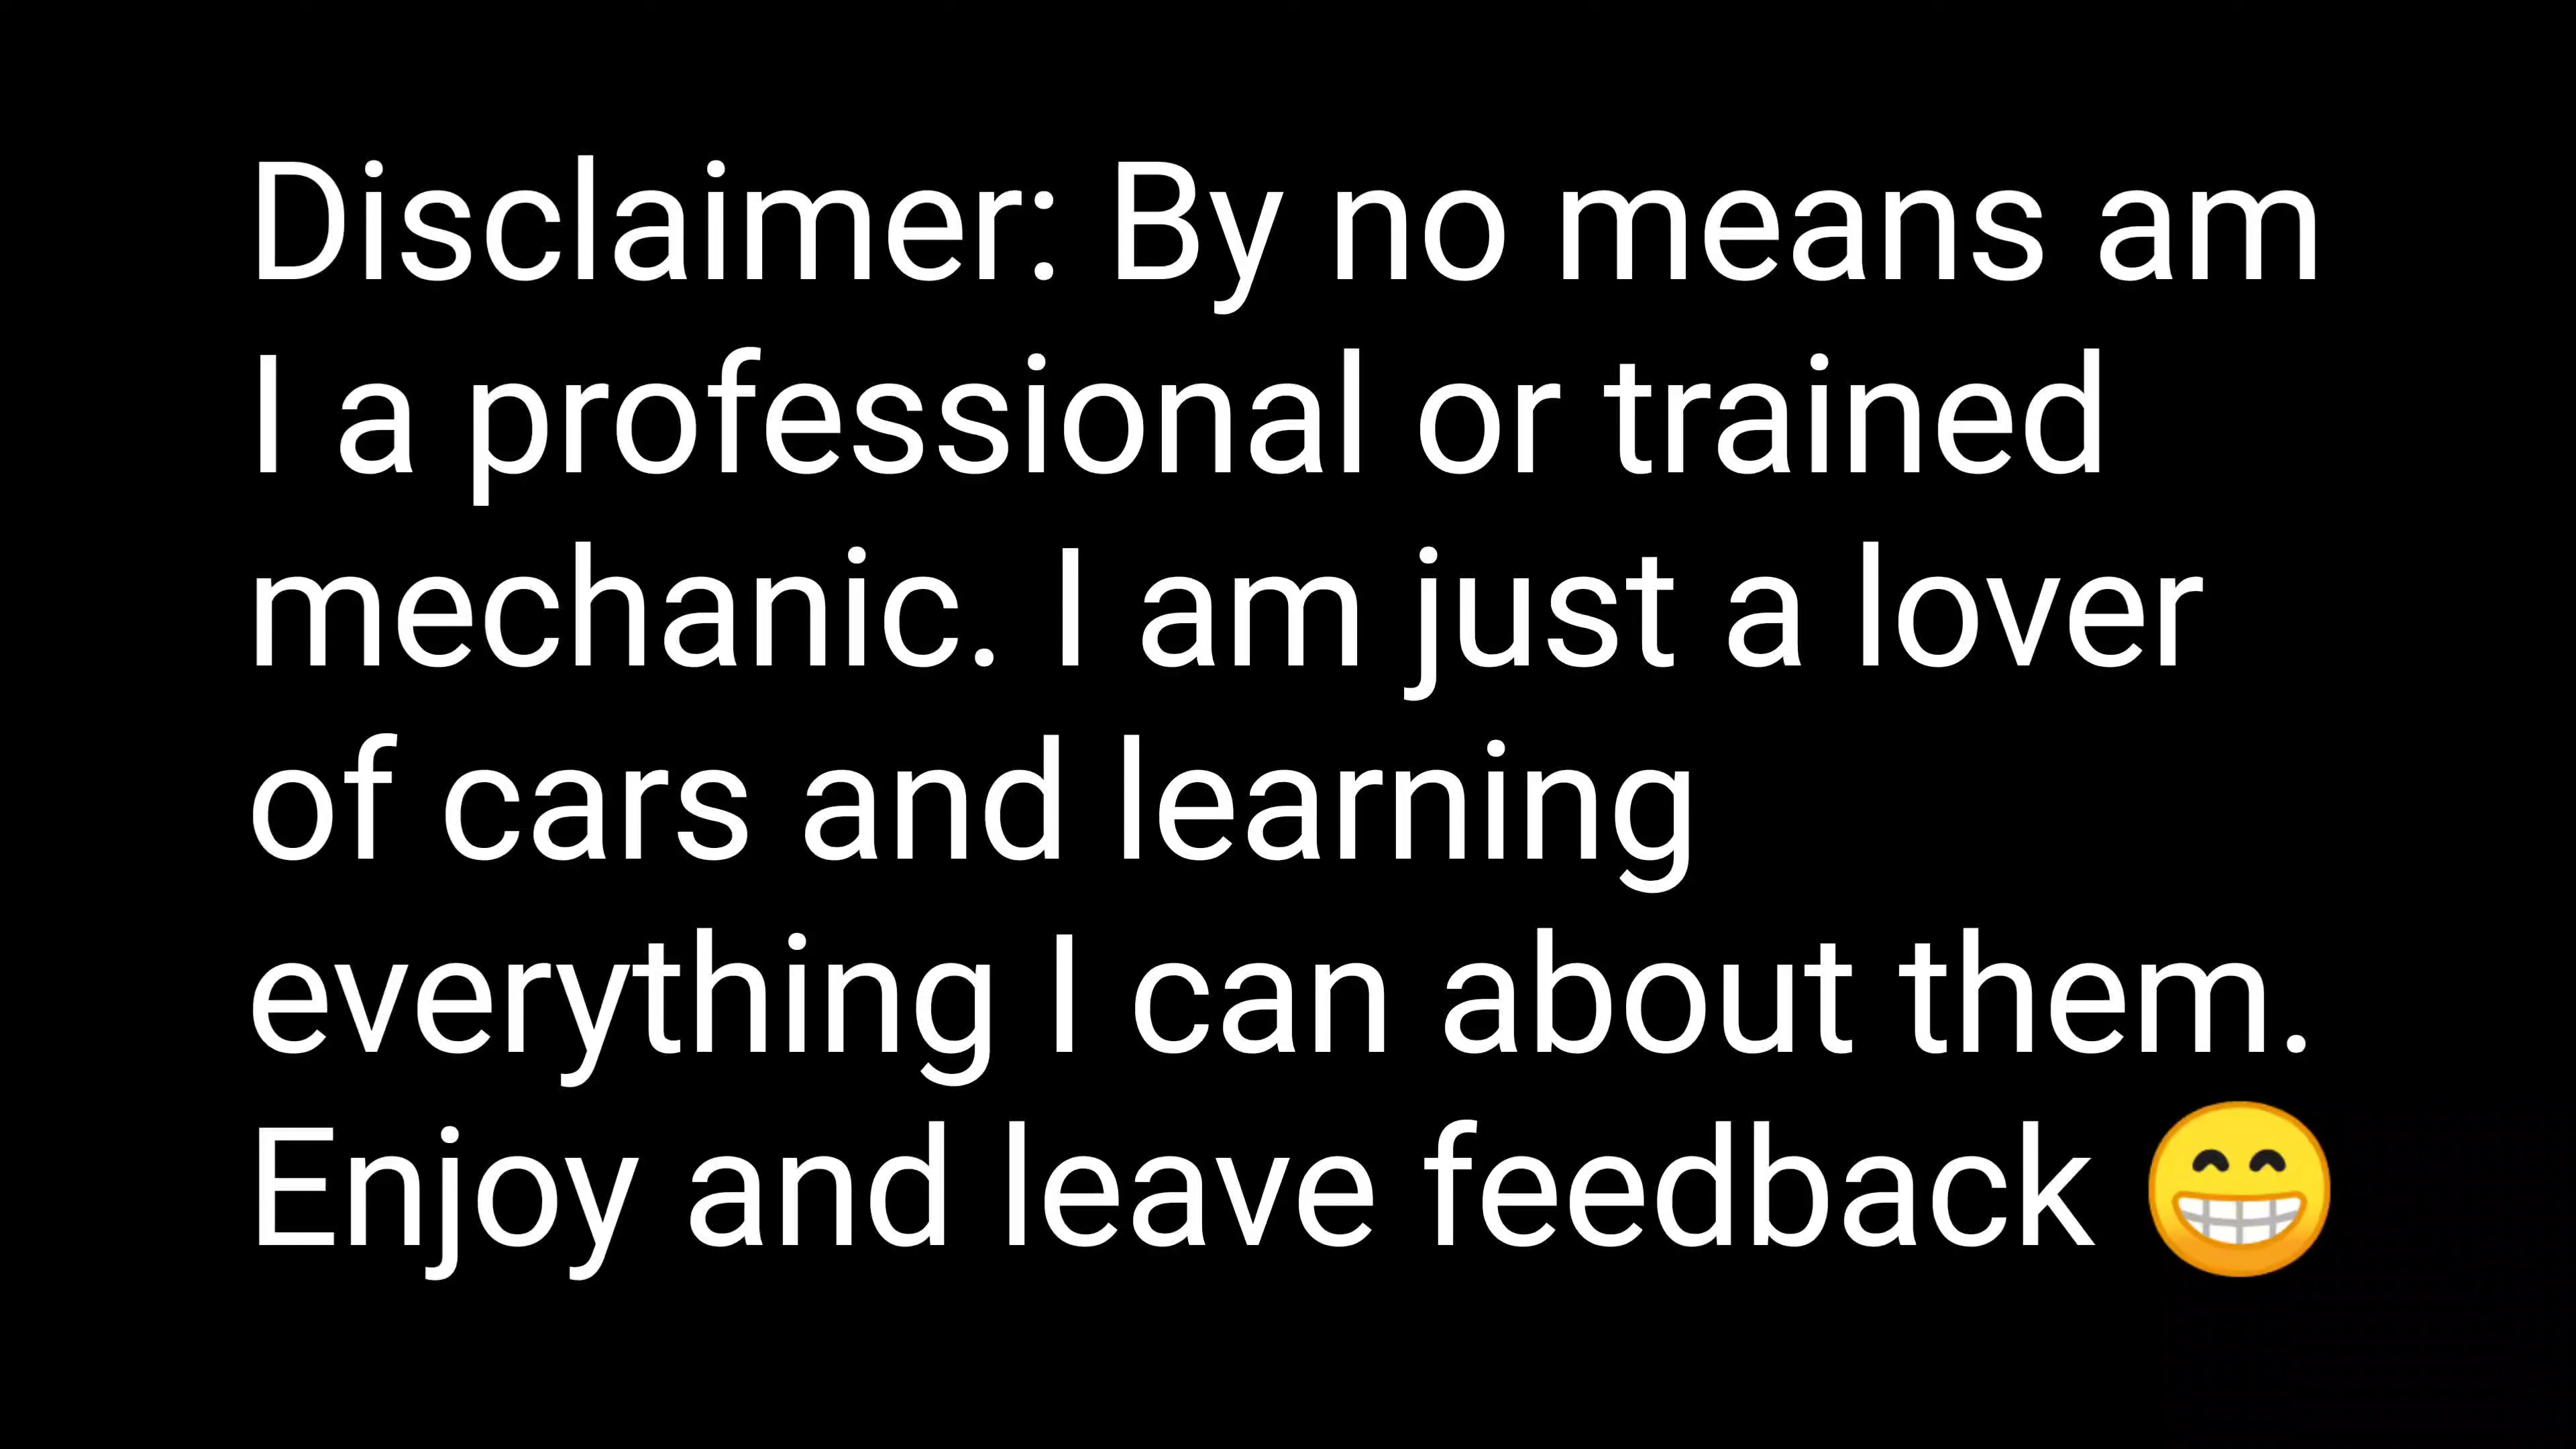 Disclaimer: By no means am
I a professional or trained
mechanic. I am just a lover
of cars and learning
everything I can about them.
Enjoy and leave feedback 😁